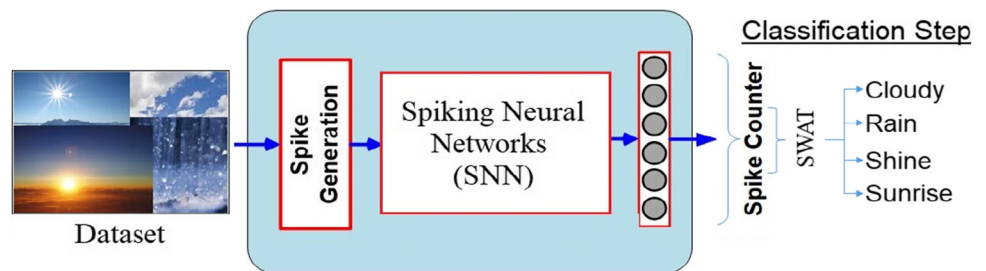 Classification Step
Dataset
Spike
Generation
Spiking Neural
Networks
(SNN)
Spike Counter
SWAT
Cloudy
Rain
Shine
Sunrise